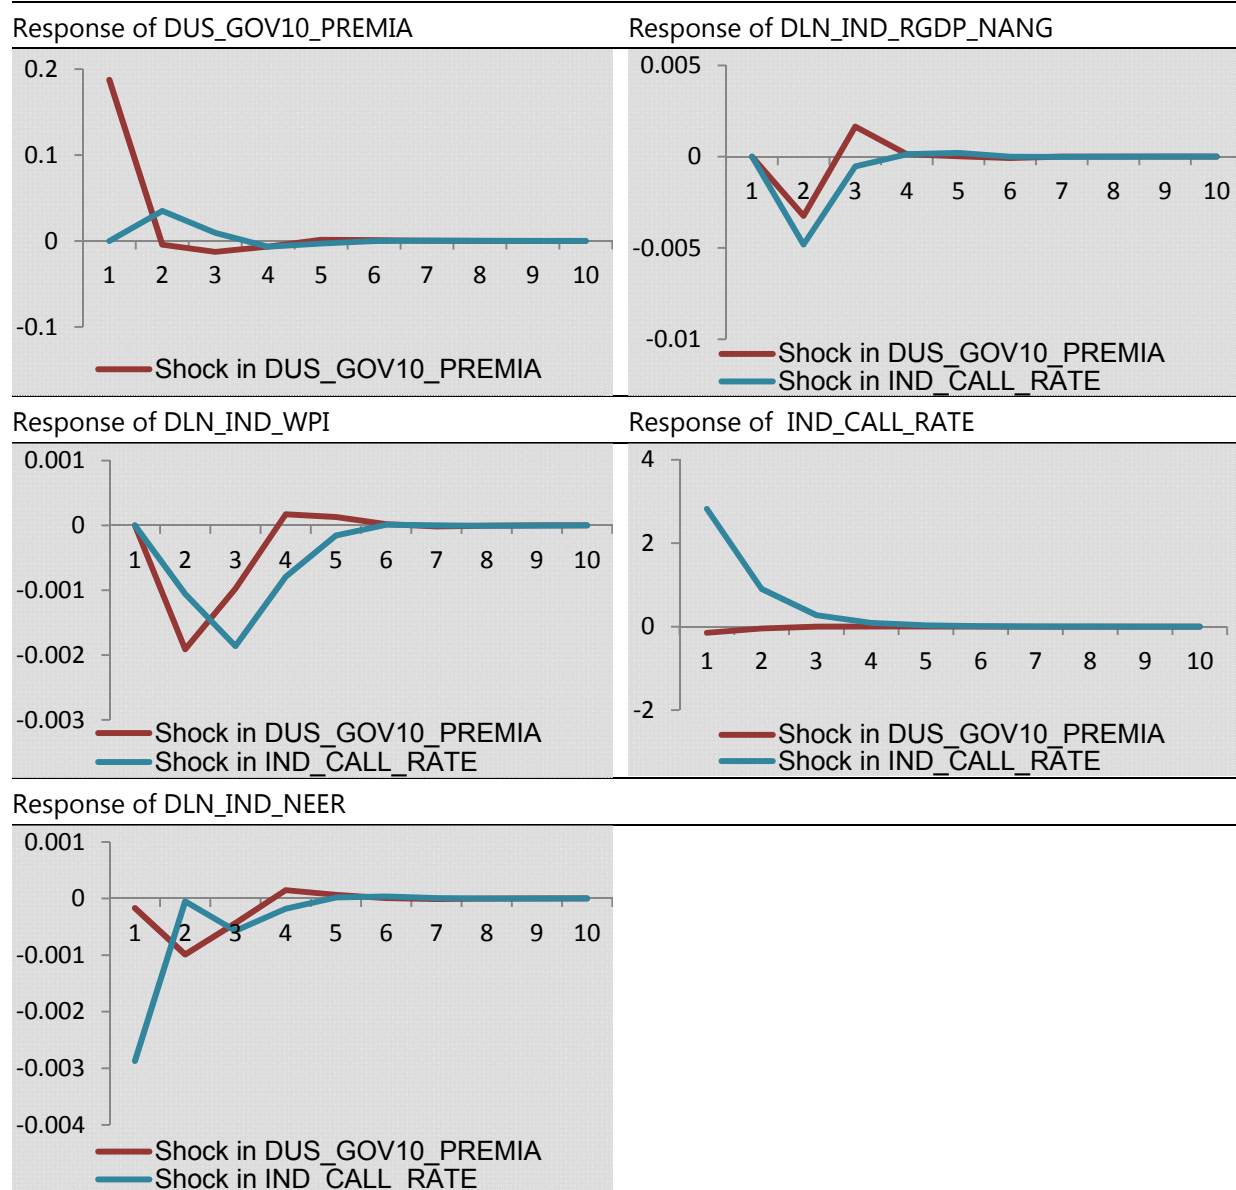 Response of DUS_GOV10_PREMIA
0.2
0.1
0
-0.1
1 2 3 4 5 6 7 8 9 10
Shock in DUS_GOV10_PREMIA
Response of DLN_IND_RGDP_NANG
0.005
0
-0.005
-0.01
1 2 3 4 5 6 7 8 9 10
Shock in DUS_GOV10_PREMIA
Shock in IND_CALL_RATE
Response of DLN_IND_WPI
0.001
0
-0.001
-0.002
-0.003
1 2 3 4 5 6 7 8 9 10
Shock in DUS_GOV10_PREMIA
Shock in IND_CALL_RATE
Response of IND_CALL_RATE
4
2
0
-2
1 2 3 4 5 6 7 8 9 10
Shock in DUS_GOV10_PREMIA
Shock in IND_CALL_RATE
Response of DLN_IND_NEER
0.001
0
-0.001
-0.002
-0.003
-0.004
1 2 3 4 5 6 7 8 9 10
Shock in DUS_GOV10_PREMIA
Shock in IND_CALL_RATE